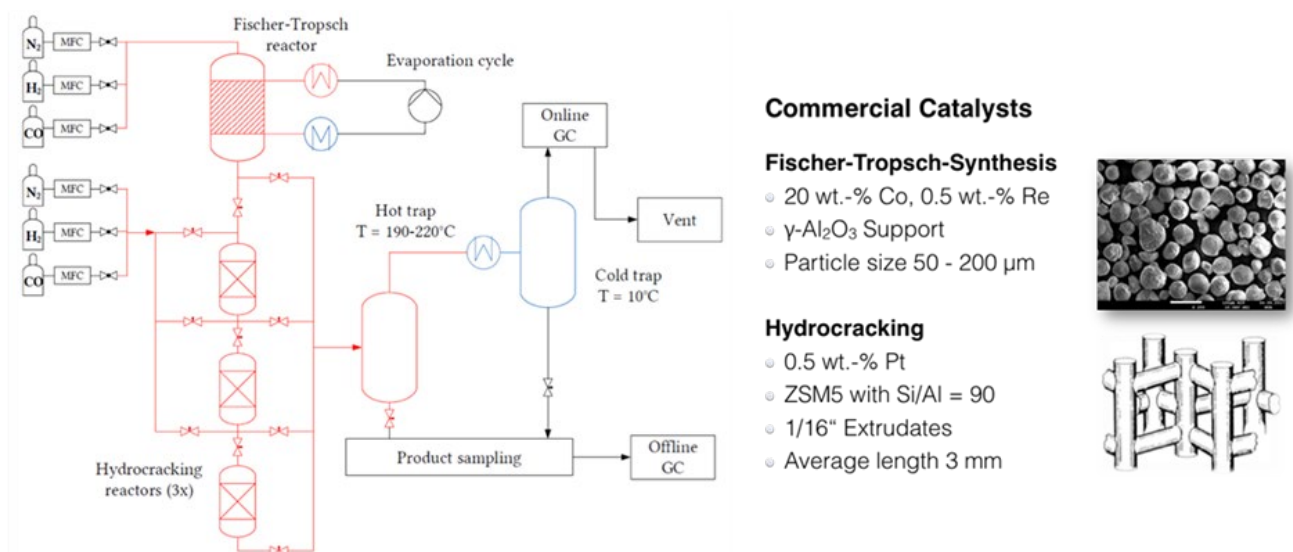 Fischer-Tropsch
reactor
Evaporation cycle
N₂
MFC
H₂
MFC
CO
MFC
N₂
MFC
H₂
MFC
CO
MFC
Online
GC
Vent
Hot trap
T = 190-220°C
Cold trap
T = 10°C
Hydrocracking
reactors (3x)
Product sampling
Offline
GC
Commercial Catalysts
Fischer-Tropsch-Synthesis
20 wt.-% Co, 0.5 wt.-% Re
γ-Al₂O₃ Support
Particle size 50 - 200 µm
Hydrocracking
0.5 wt.-% Pt
ZSM5 with Si/Al = 90
1/16“ Extrudates
Average length 3 mm